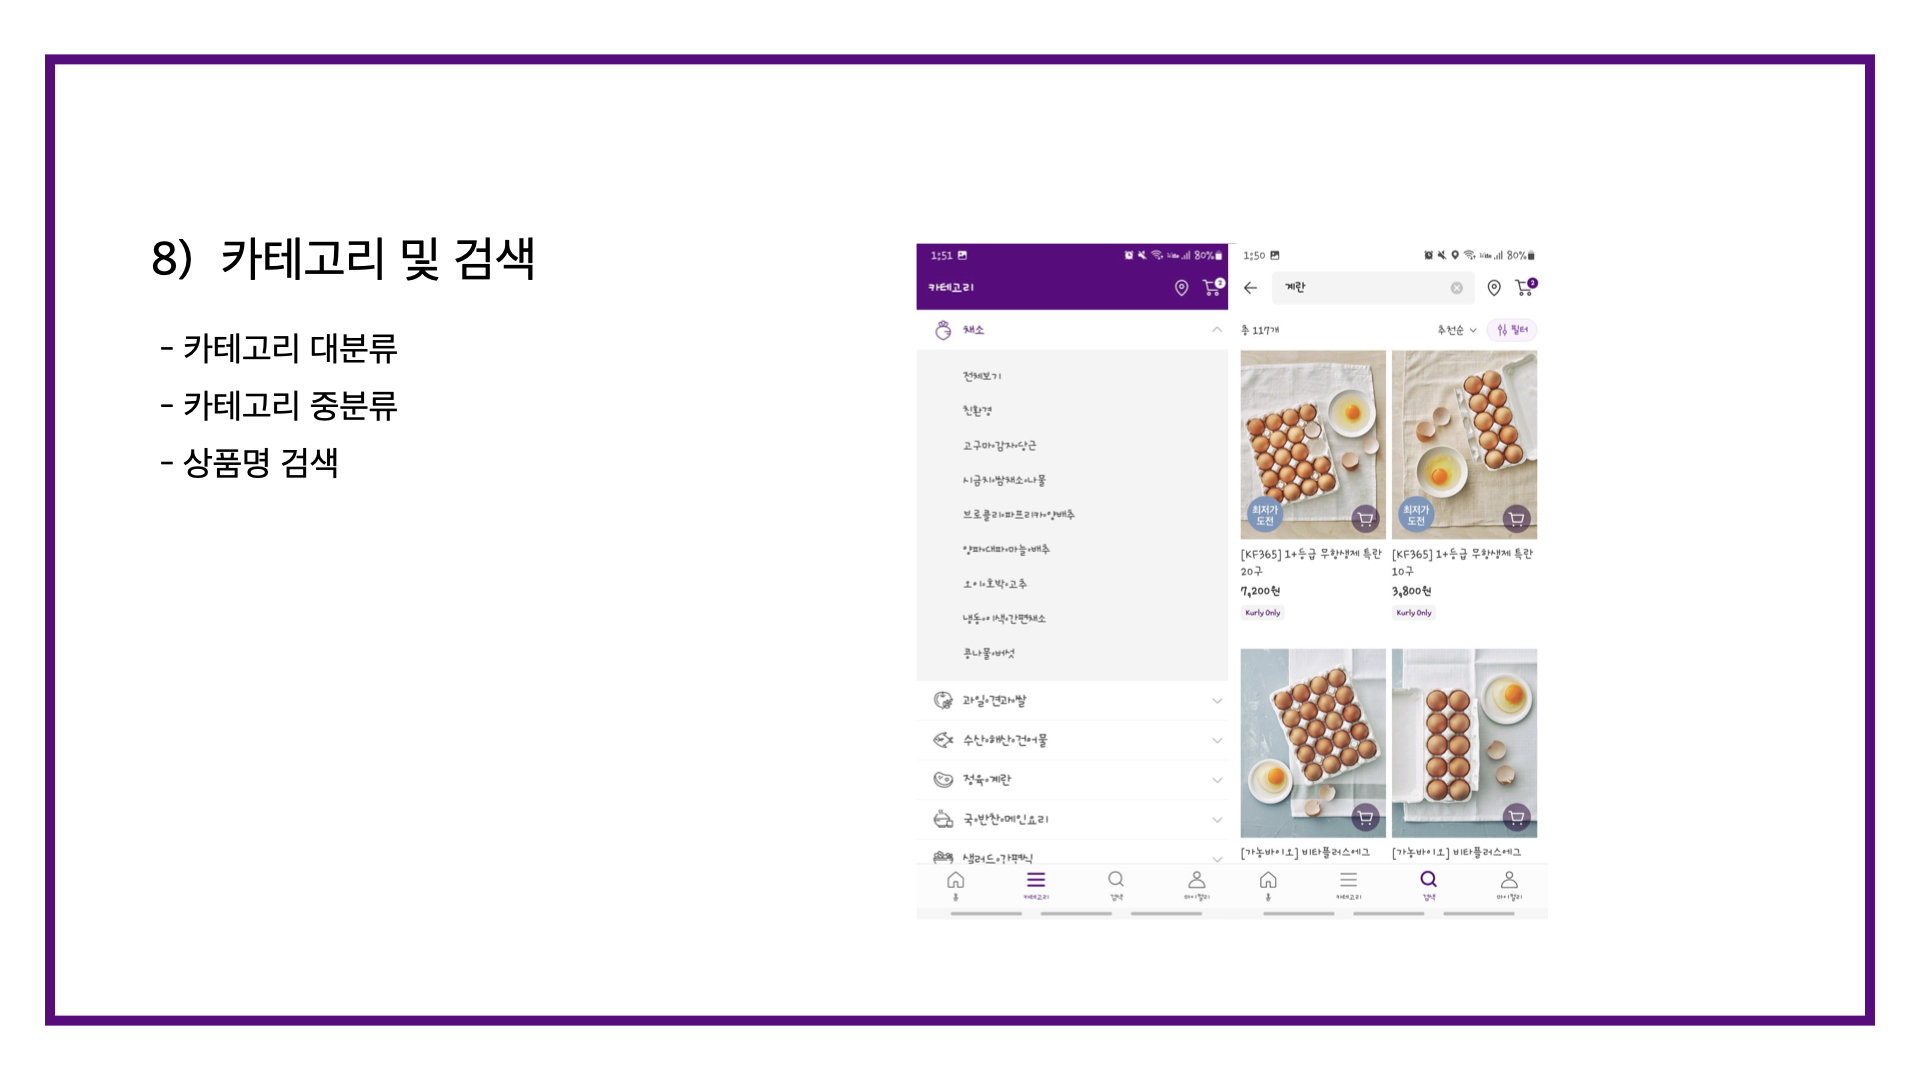 8) 카테고리 및 검색
- 카테고리 대분류
- 카테고리 중분류
- 상품명 검색
1:51 80%
카테고리 2
채소
전체보기
친환경
고구마·감자·당근
시금치·쌈채소·나물
브로콜리·파프리카·양배추
양파·대파·마늘·배추
오이·호박·고추
냉동·이색·간편채소
콩나물·버섯
과일·견과·쌀
수산·해산·건어물
정육·계란
국·반찬·메인요리
샐러드·간편식
홈 카테고리 검색 마이컬리
1:50 80%
계란 2
총 117개 추천순 필터
최저가
도전
최저가
도전
[KF365] 1+등급 무항생제 특란
20구
7,200원
Kurly Only
[KF365] 1+등급 무항생제 특란
10구
3,800원
Kurly Only
[가농바이오] 비타플러스에그
[가농바이오] 비타플러스에그
홈 카테고리 검색 마이컬리